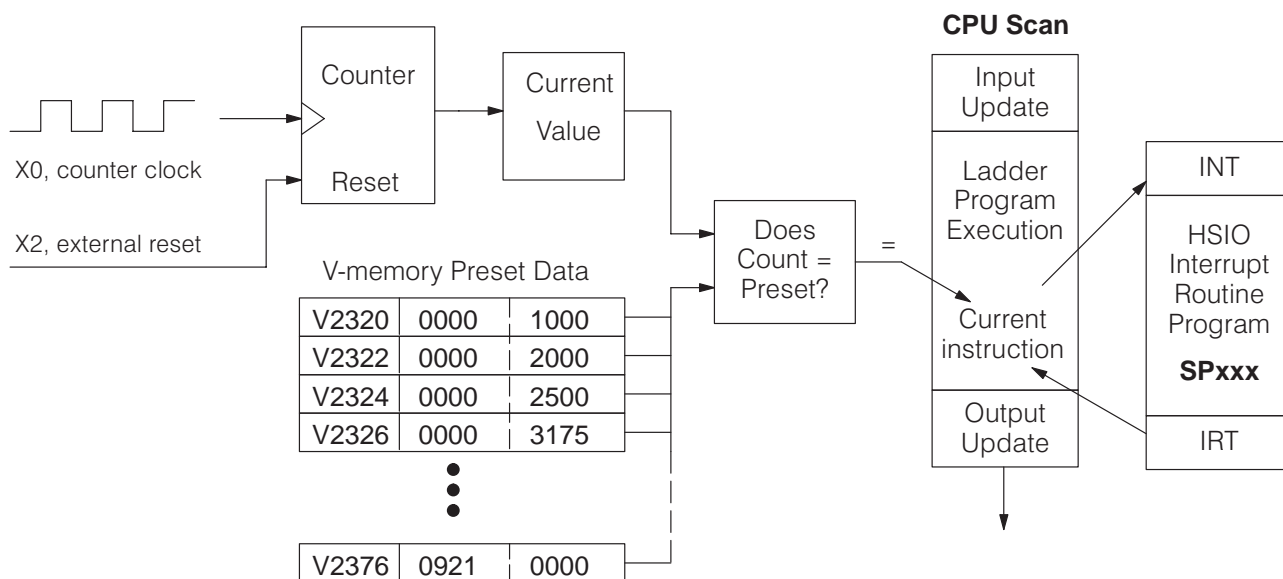 CPU Scan
Counter
Reset
Current
Value
X0, counter clock
X2, external reset
V-memory Preset Data
V2320 0000 1000
V2322 0000 2000
V2324 0000 2500
V2326 0000 3175
V2376 0921 0000
Does
Count =
Preset?
=
Input
Update
Ladder
Program
Execution
Current
instruction
Output
Update
INT
HSIO
Interrupt
Routine
Program
SPxxx
IRT